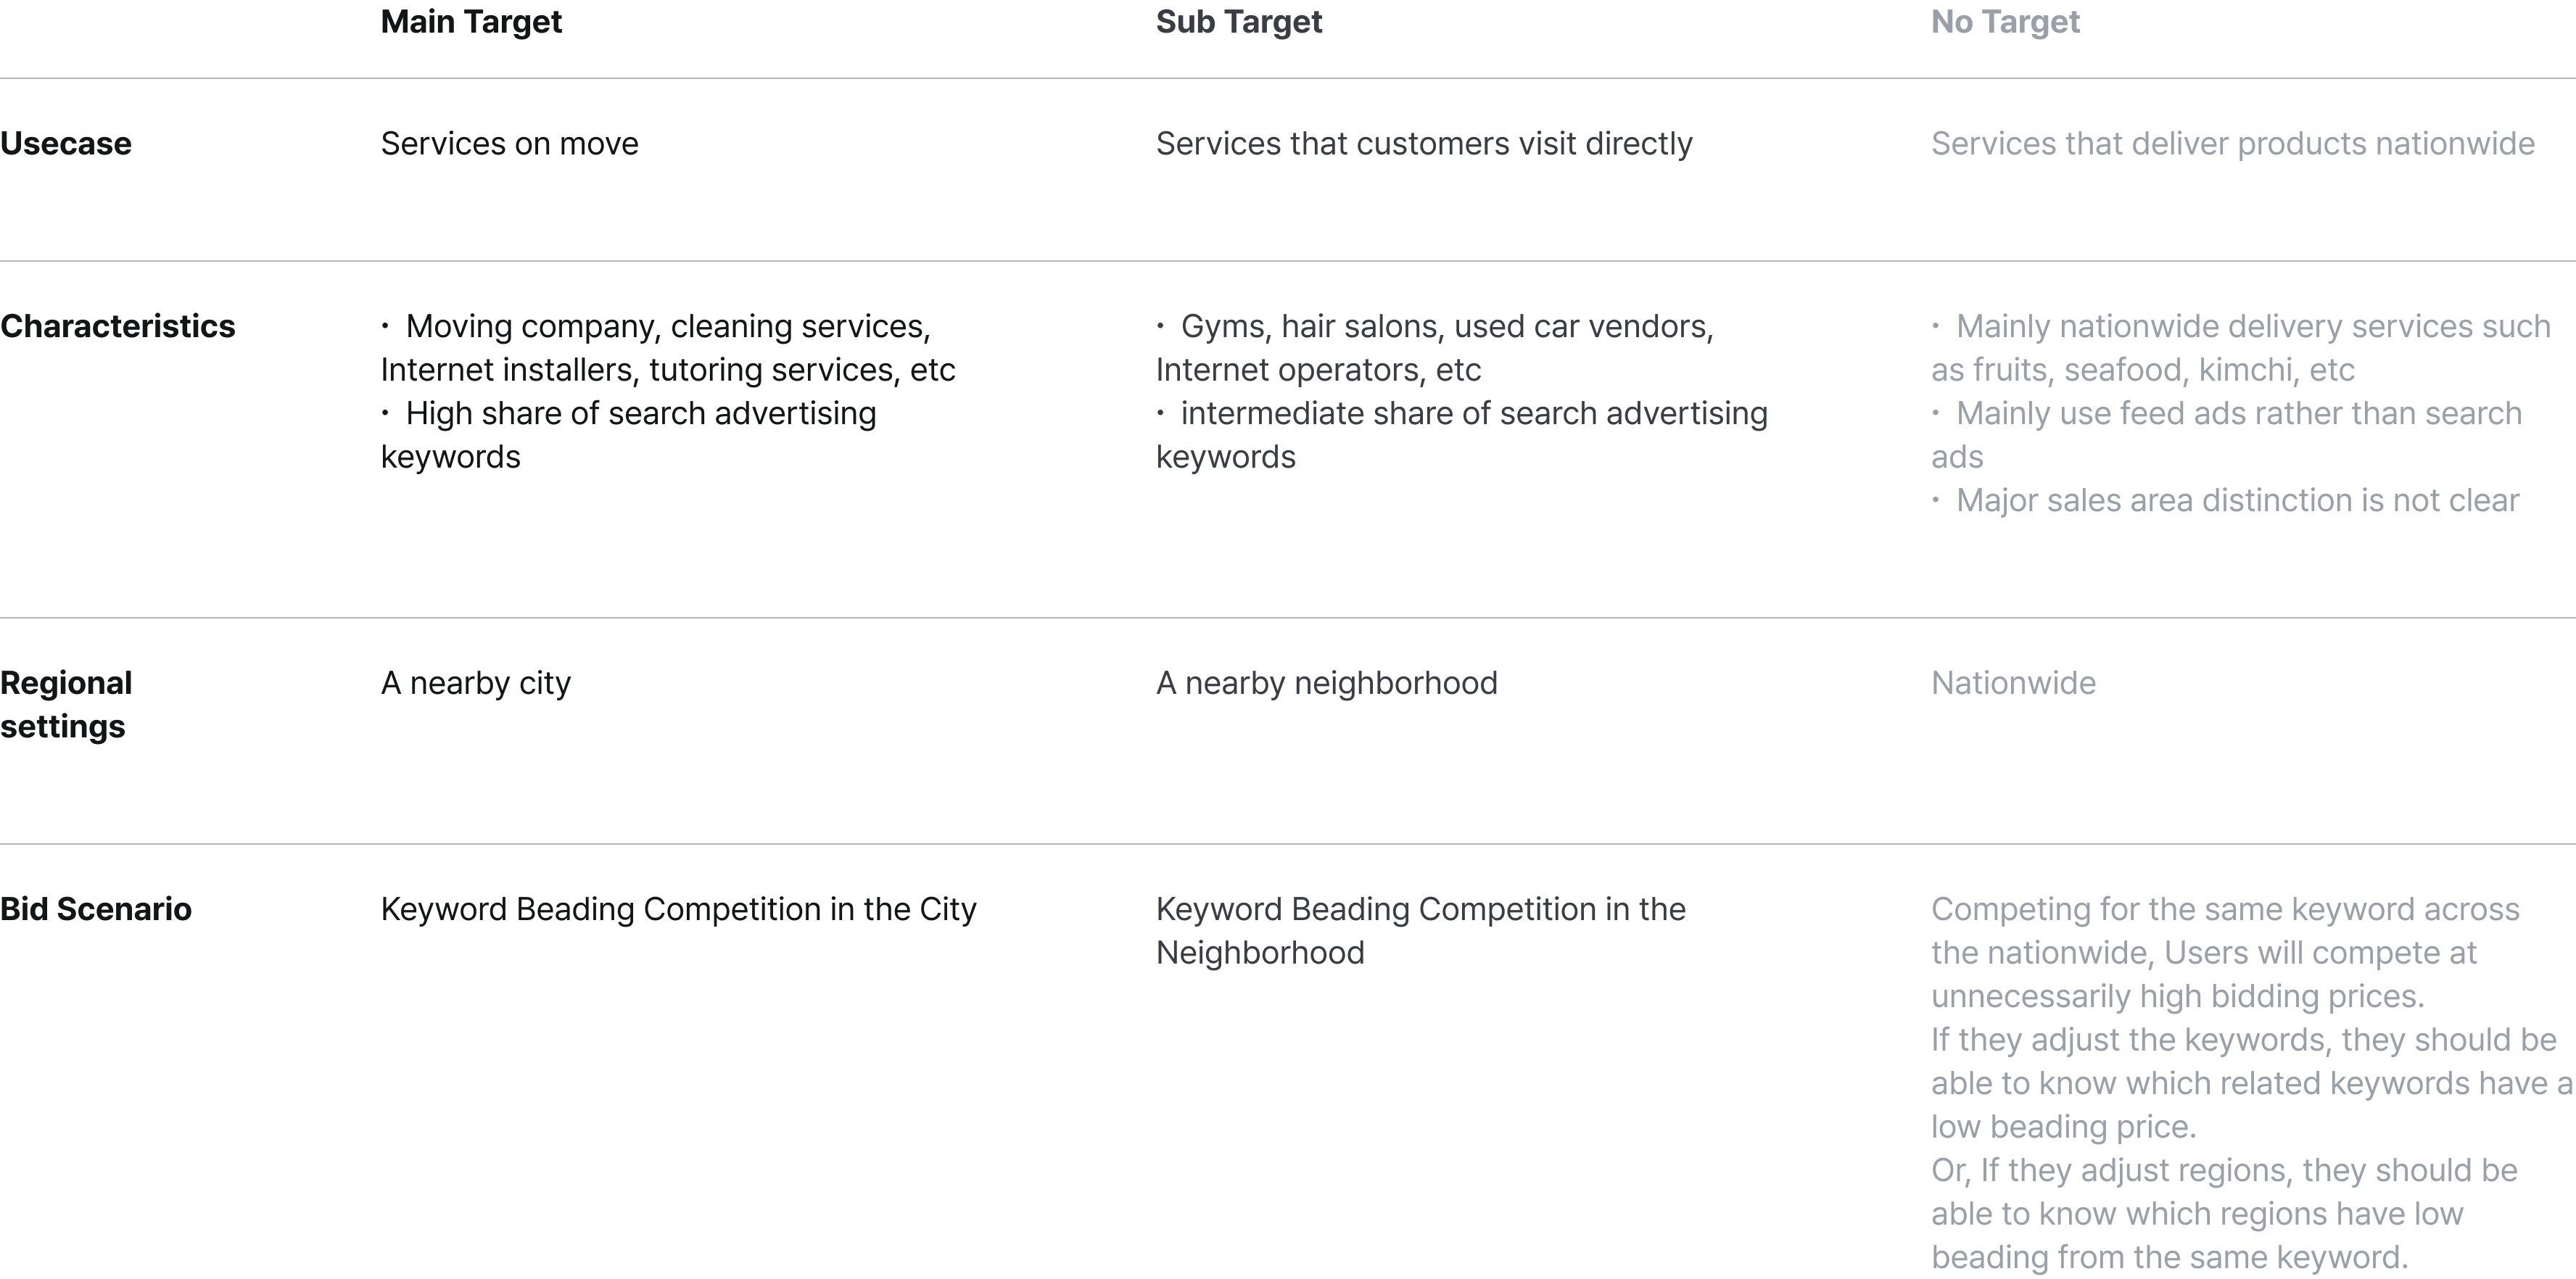 Main Target
Sub Target
No Target
Usecase
Services on move
Services that customers visit directly
Services that deliver products nationwide
Characteristics
· Moving company, cleaning services,
Internet installers, tutoring services, etc
· High share of search advertising
keywords
· Gyms, hair salons, used car vendors,
Internet operators, etc
· intermediate share of search advertising
keywords
· Mainly nationwide delivery services such
as fruits, seafood, kimchi, etc
· Mainly use feed ads rather than search
ads
· Major sales area distinction is not clear
Regional
settings
A nearby city
A nearby neighborhood
Nationwide
Bid Scenario
Keyword Beading Competition in the City
Keyword Beading Competition in the
Neighborhood
Competing for the same keyword across
the nationwide, Users will compete at
unnecessarily high bidding prices.
If they adjust the keywords, they should be
able to know which related keywords have a
low beading price.
Or, If they adjust regions, they should be
able to know which regions have low
beading from the same keyword.